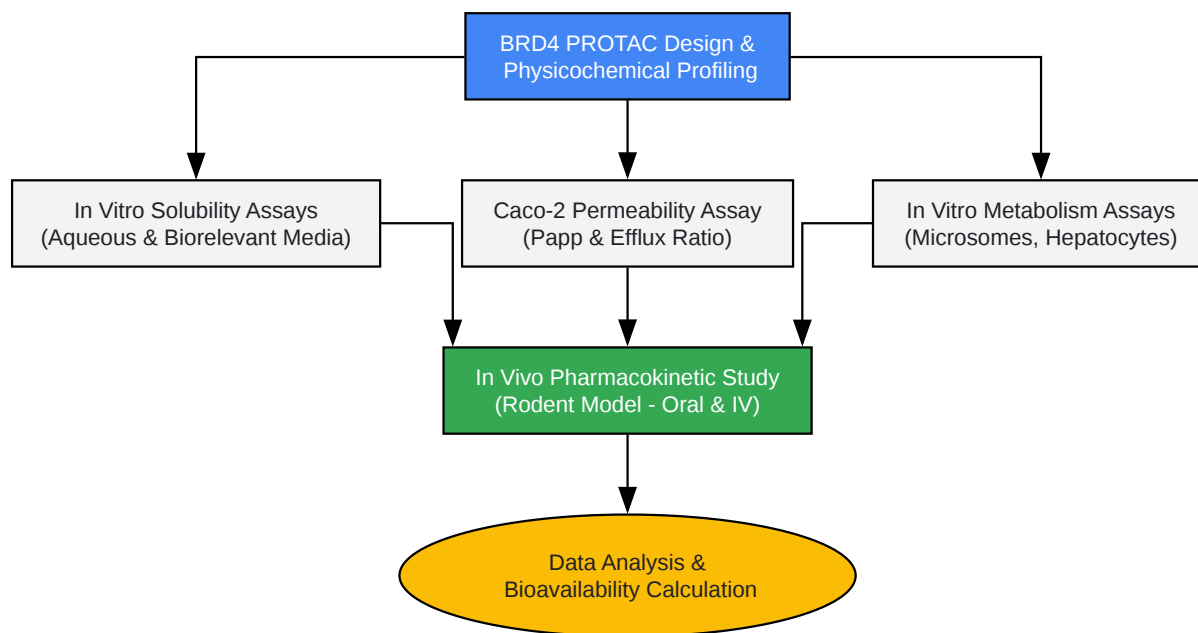 BRD4 PROTAC Design &
Physicochemical Profiling
In Vitro Solubility Assays
(Aqueous & Biorelevant Media)
Caco-2 Permeability Assay
(Papp & Efflux Ratio)
In Vitro Metabolism Assays
(Microsomes, Hepatocytes)
In Vivo Pharmacokinetic Study
(Rodent Model - Oral & IV)
Data Analysis &
Bioavailability Calculation